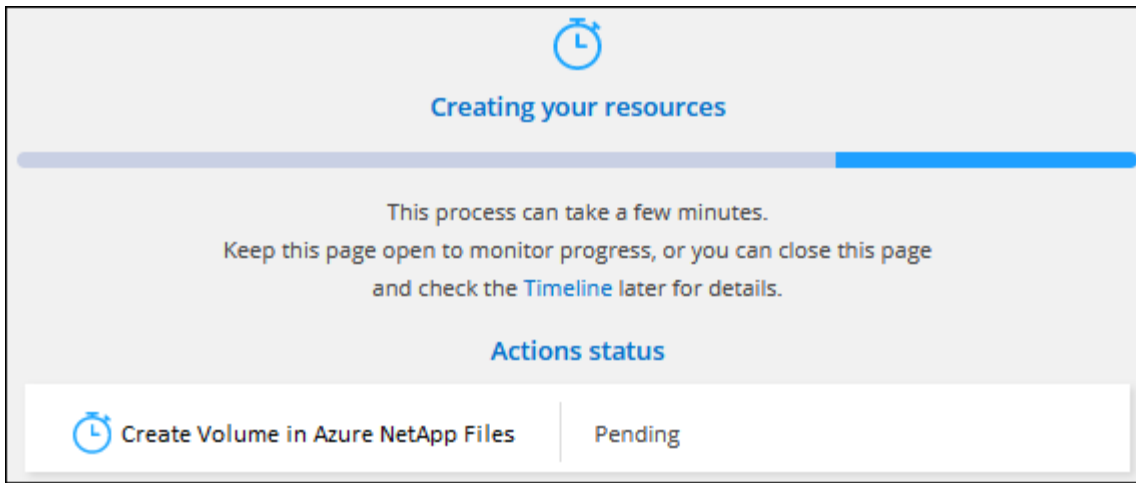 Creating your resources
This process can take a few minutes.
Keep this page open to monitor progress, or you can close this page
and check the Timeline later for details.
Actions status
Create Volume in Azure NetApp Files Pending